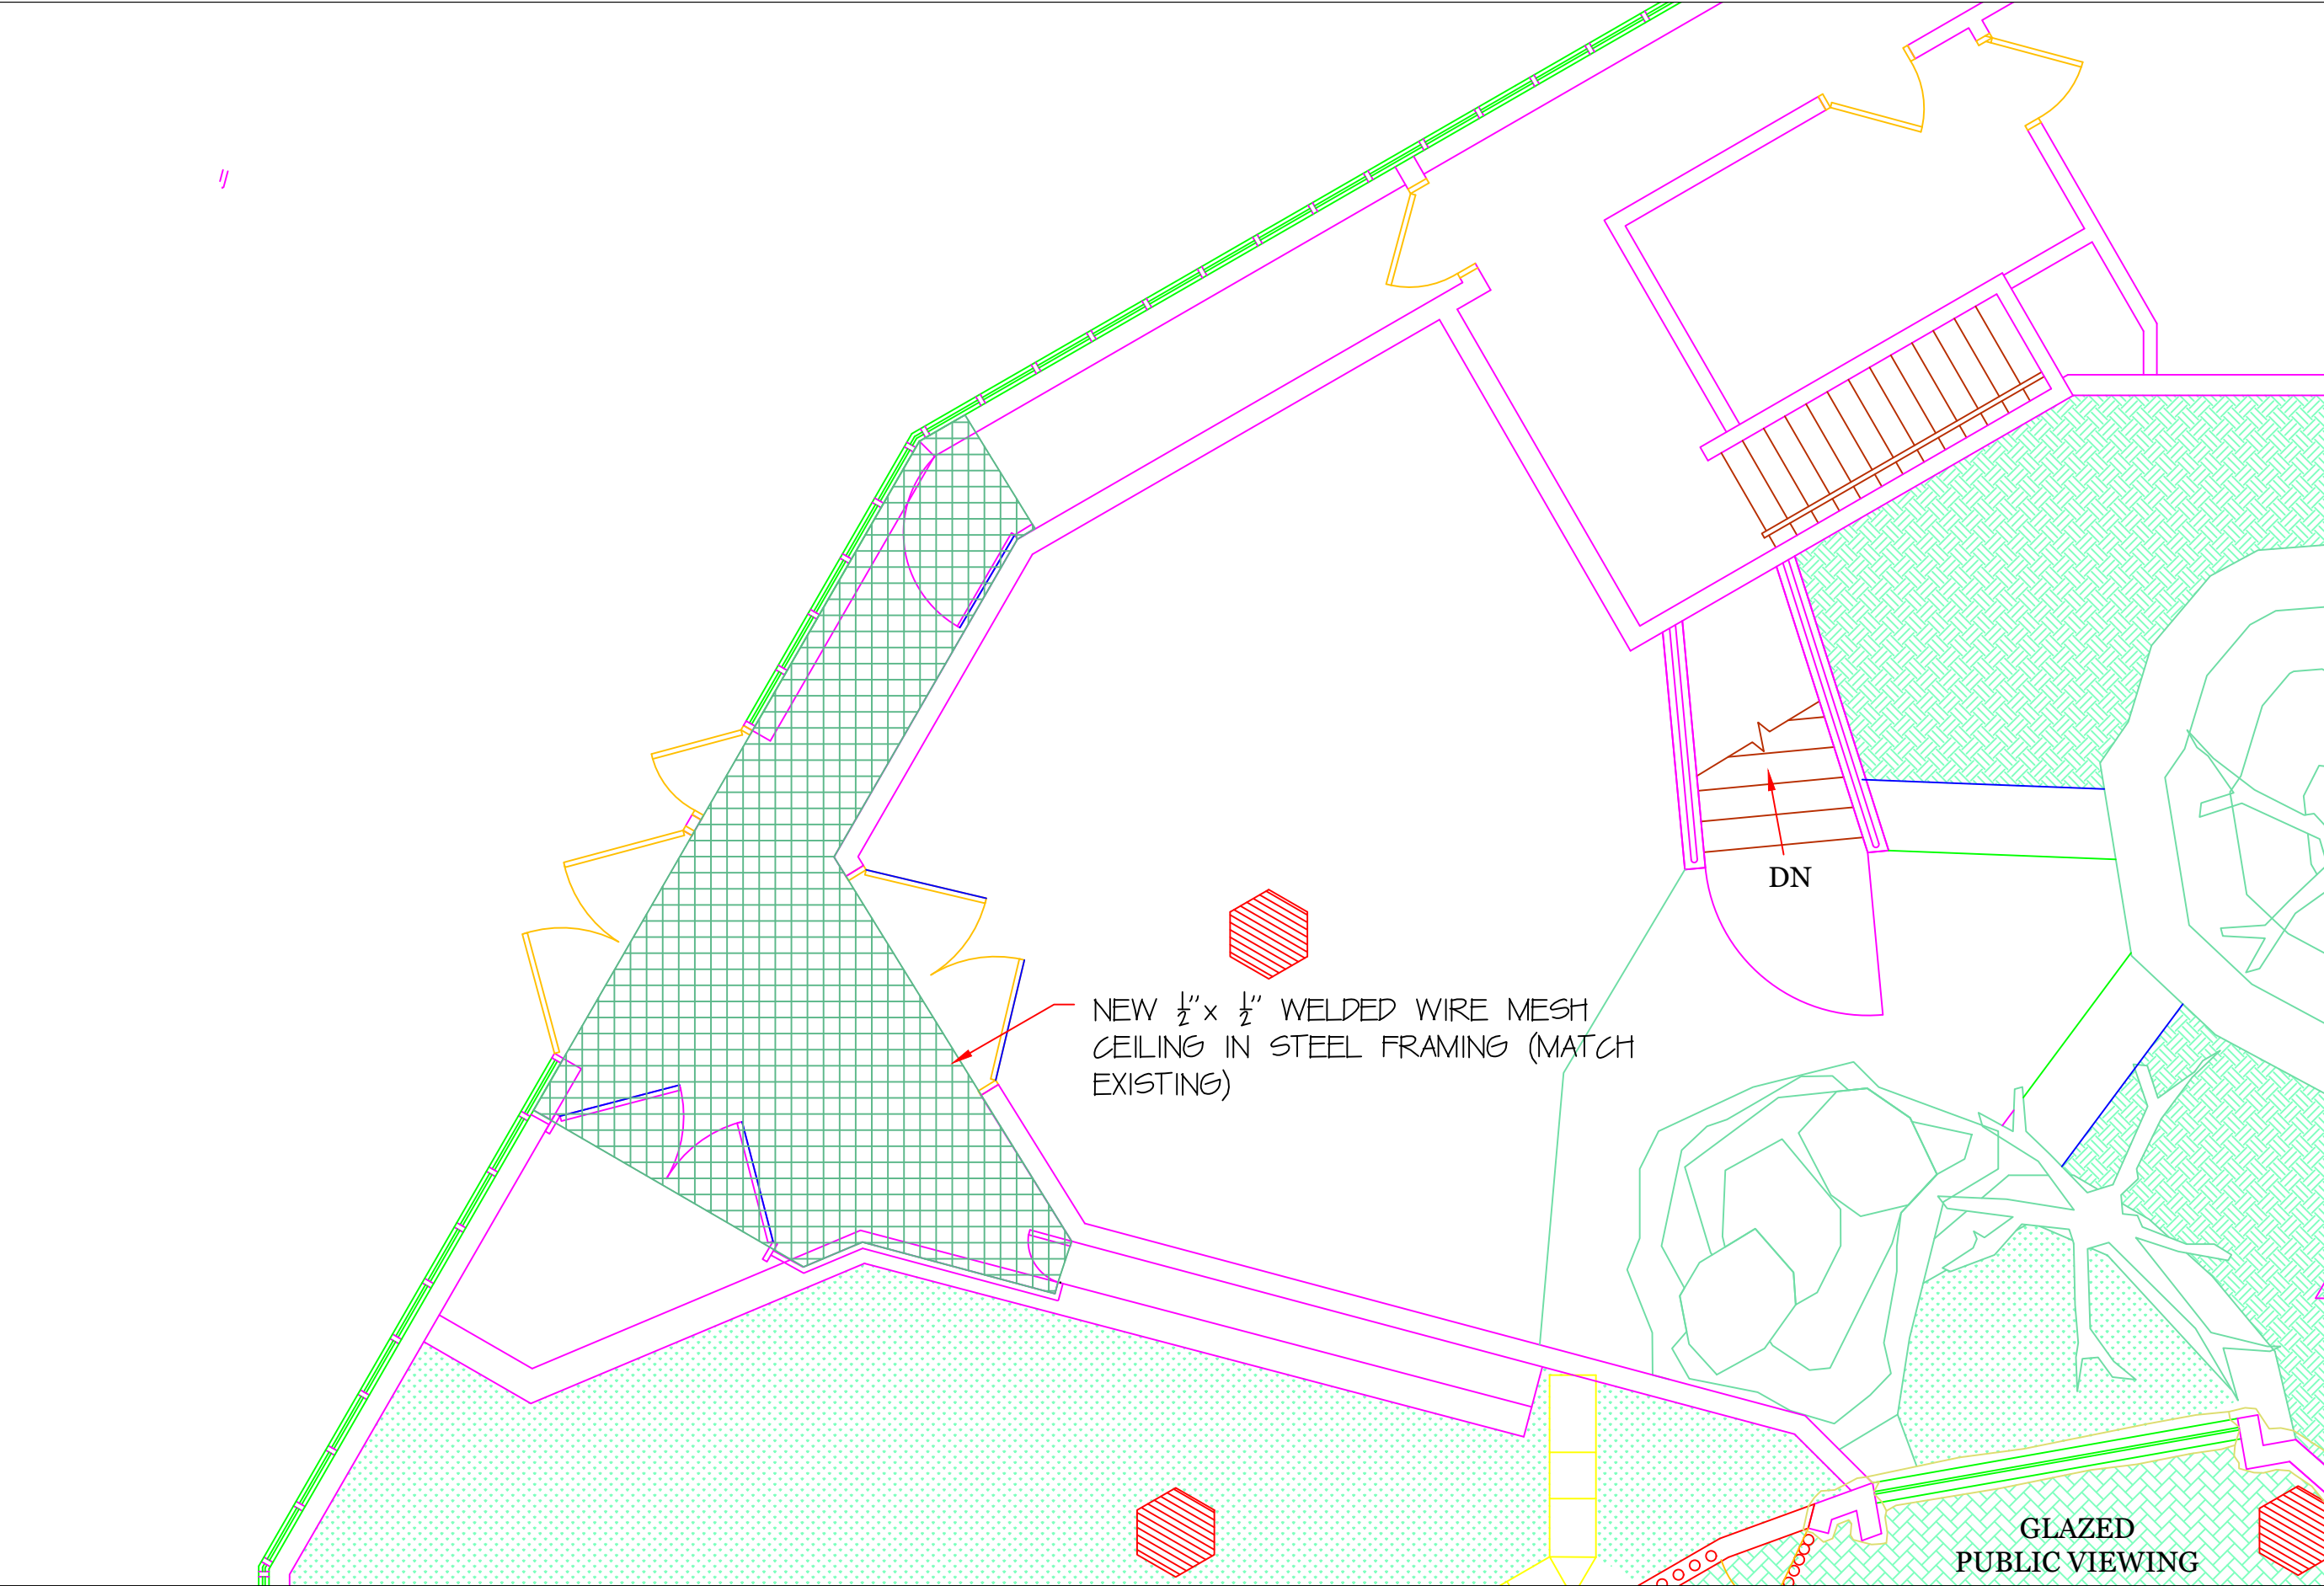 DN
NEW ½"x ½" WELDED WIRE MESH
CEILING IN STEEL FRAMING (MATCH
EXISTING)
GLAZED
PUBLIC VIEWING